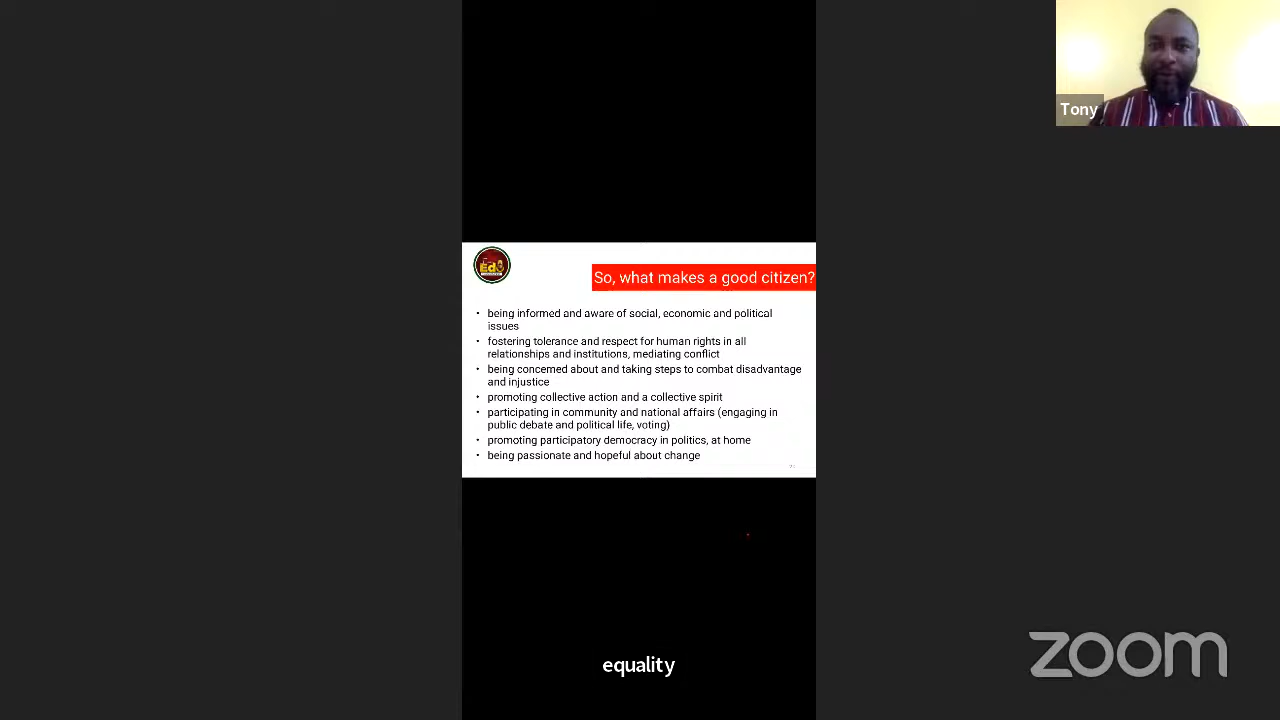 Tony
Ed
So, what makes a good citizen?
• being informed and aware of social, economic and political
issues
• fostering tolerance and respect for human rights in all
relationships and institutions, mediating conflict
• being concerned about and taking steps to combat disadvantage
and injustice
• promoting collective action and a collective spirit
• participating in community and national affairs (engaging in
public debate and political life, voting)
• promoting participatory democracy in politics, at home
• being passionate and hopeful about change
equality
zoom